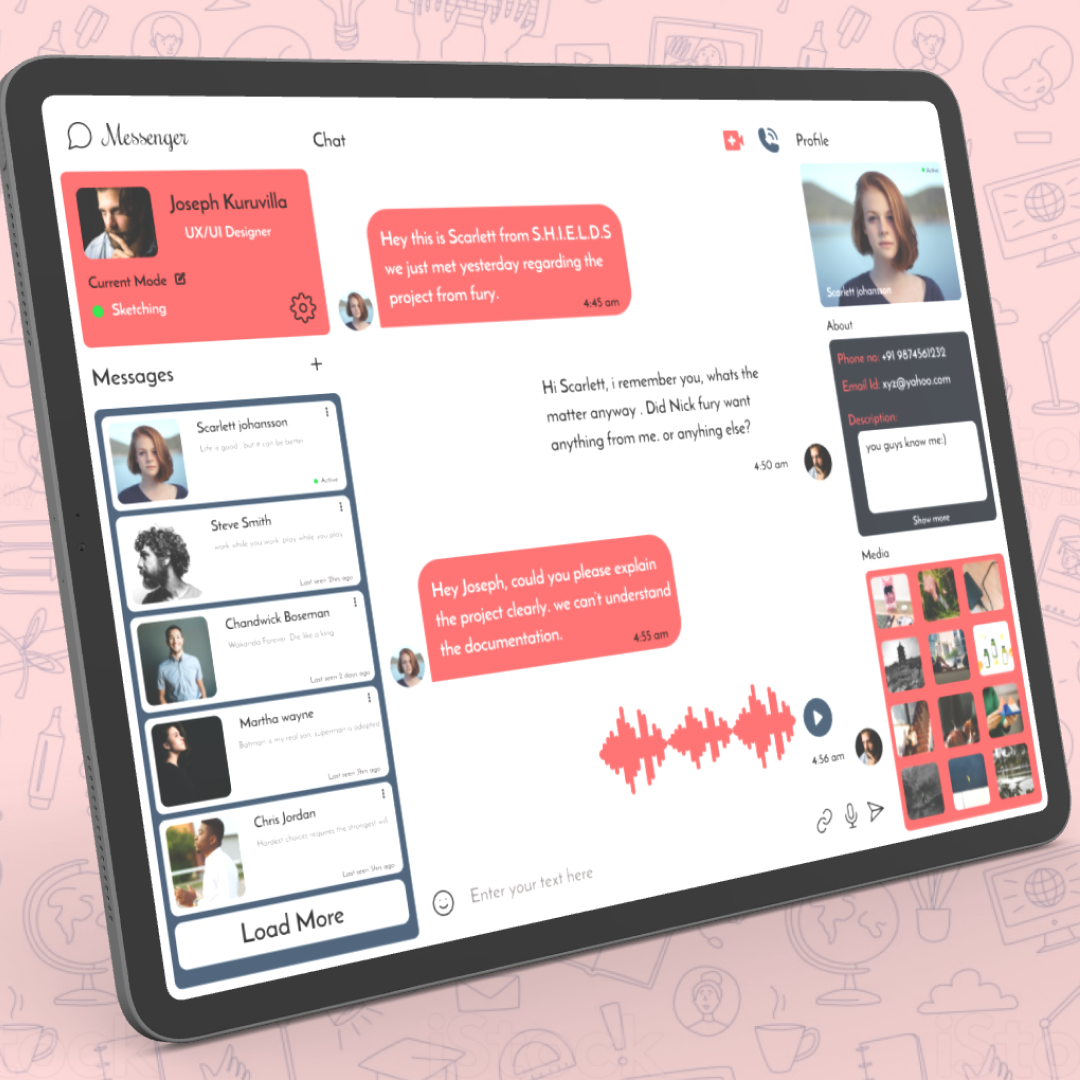 Messenger
Chat
Profile
Joseph Kuruvilla
UX/UI Designer
Current Mode
Sketching
Messages
+
Scarlett johansson
Life is good . but it can be better
Active
Steve Smith
work while you work. play while you play
Last seen 2hrs ago
Chandwick Boseman
Wakanda Forever. Die like a king
Last seen 2 days ago
Martha wayne
Batman is my real son. superman is adopted
Last seen 3hrs ago
Chris Jordan
Hardest choices requires the strongest will
Load More
Hey this is Scarlett from S.H.I.E.L.D.S
we just met yesterday regarding the
project from fury.
4:45 am
Hi Scarlett, i remember you, whats the
matter anyway . Did Nick fury want
anything from me. or anyhing else?
4:50 am
Hey Joseph, could you please explain
the project clearly. we can't understand
the documentation.
4:55 am
4:56 am
Enter your text here
Active
Scarlett johansson
About
Phone no: +91 9874561232
Email Id: xyz@yahoo.com
Description:
you guys know me:)
Show more
Media
iStock